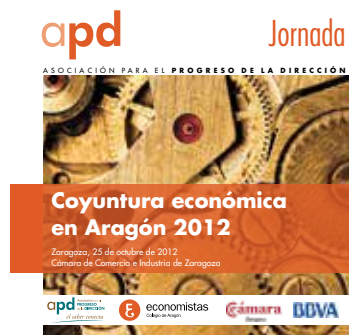 apd
Jornada
ASOCIACIÓN PARA EL PROGRESO DE LA DIRECCIÓN
Coyuntura económica
en Aragón 2012
Zaragoza, 25 de octubre de 2012
Cámara de Comercio e Industria de Zaragoza
apd
el saber conecta
economistas
Colegio de Aragón
Cámara
Zaragoza
BBVA